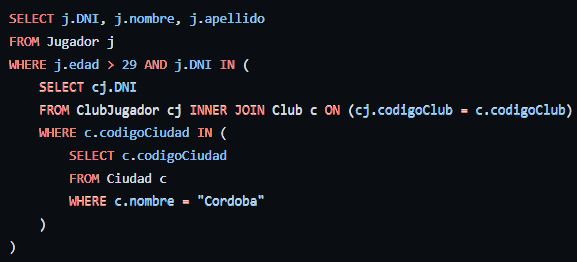 SELECT j.DNI, j.nombre, j.apellido
FROM Jugador j
WHERE j.edad > 29 AND j.DNI IN (
    SELECT cj.DNI
    FROM ClubJugador cj INNER JOIN Club c ON (cj.codigoClub = c.codigoClub)
    WHERE c.codigoCiudad IN (
        SELECT c.codigoCiudad
        FROM Ciudad c
        WHERE c.nombre = "Cordoba"
    )
)